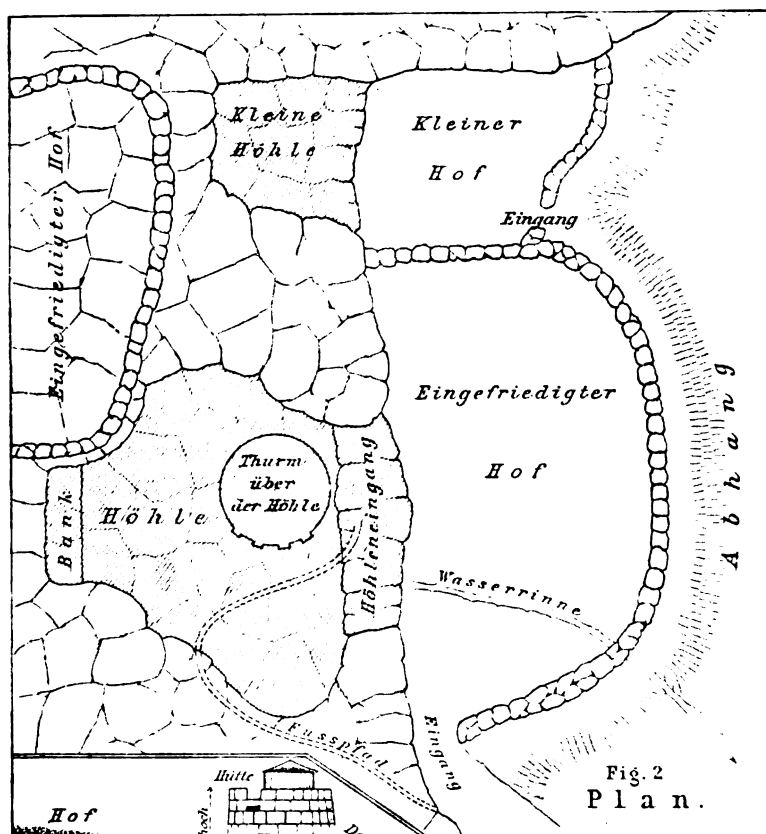 Kleine
Höhle
Kleiner
Hof
Eingang
Eingefriedigter Hof
Eingefriedigter
Hof
Abhang
Thurm
über
der Höhle
Höhle
Bank
Höhleneingang
Wasserrinne
Fusspfad
Eingang
Fig. 2
Plan.
Hütte
Hof
hoch